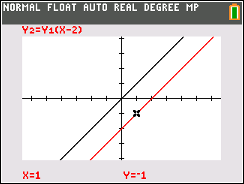 NORMAL FLOAT AUTO REAL DEGREE MP
Y₂=Y₁(X-2)
X=1 Y=-1